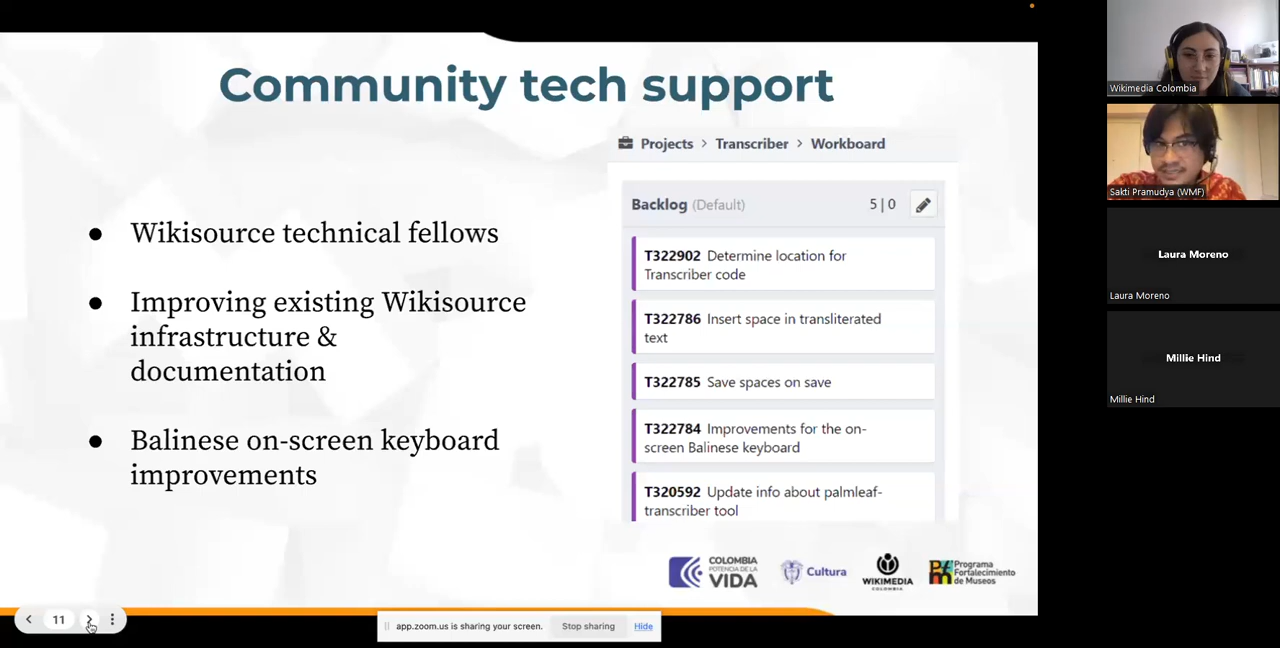 Community tech support
Wikisource technical fellows
Improving existing Wikisource
infrastructure &
documentation
Balinese on-screen keyboard
improvements
Projects > Transcriber > Workboard
Backlog (Default) 5 | 0
T322902 Determine location for
Transcriber code
T322786 Insert space in transliterated
text
T322785 Save spaces on save
T322784 Improvements for the on-
screen Balinese keyboard
T320592 Update info about palmleaf-
transcriber tool
COLOMBIA
POTENCIA DE LA
VIDA
Cultura
WIKIMEDIA
COLOMBIA
Programa
Fortalecimiento
de Museos
11
app.zoom.us is sharing your screen. Stop sharing Hide
Wikimedia Colombia
Sakti Pramudya (WMF)
Laura Moreno
Laura Moreno
Millie Hind
Millie Hind